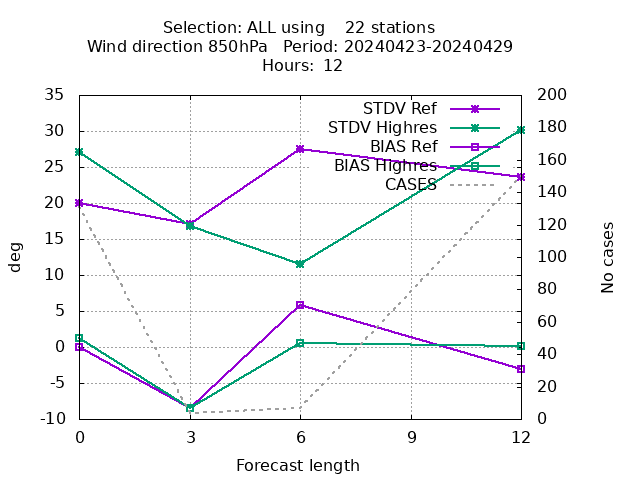 Selection: ALL using    22 stations
Wind direction 850hPa   Period: 20240423-20240429
Hours:  12
STDV Ref
STDV Highres
BIAS Ref
BIAS Highres
CASES
35
30
25
20
15
10
5
0
-5
-10
deg
200
180
160
140
120
100
80
60
40
20
0
No cases
0 3 6 9 12
Forecast length